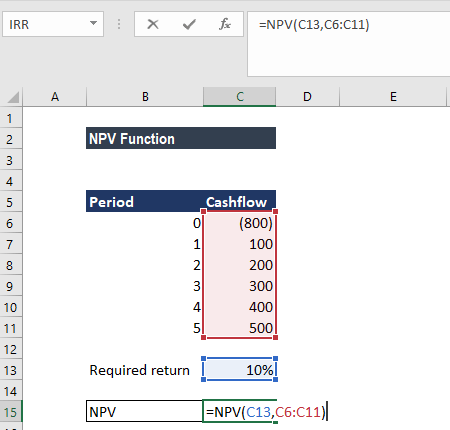 IRR =NPV(C13,C6:C11)
A B C D E
1
2 NPV Function
3
4
5 Period Cashflow
6 0 (800)
7 1 100
8 2 200
9 3 300
10 4 400
11 5 500
12
13 Required return 10%
14
15 NPV =NPV(C13,C6:C11)